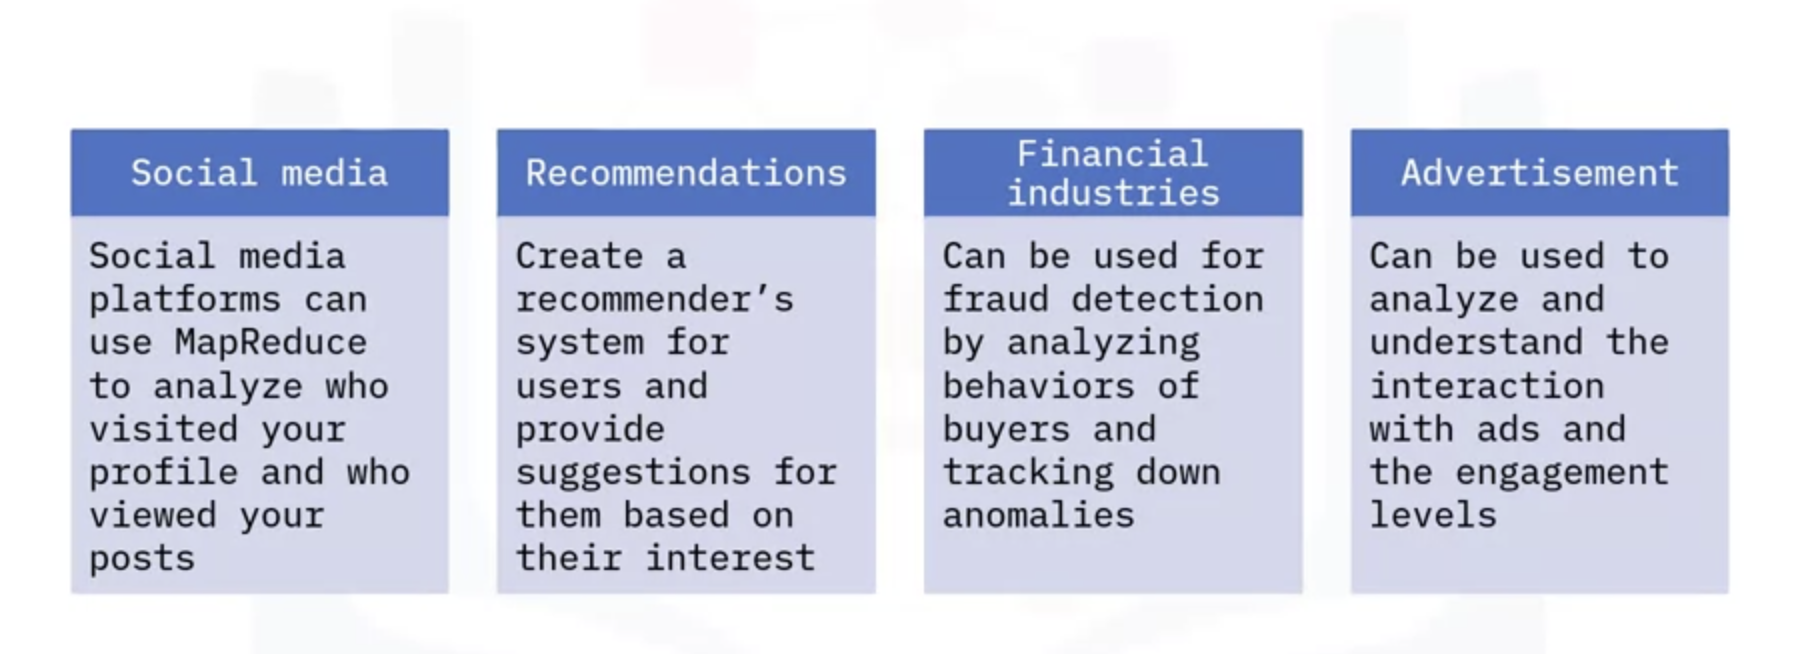 Social media
Social media
platforms can
use MapReduce
to analyze who
visited your
profile and who
viewed your
posts
Recommendations
Create a
recommender’s
system for
users and
provide
suggestions for
them based on
their interest
Financial
industries
Can be used for
fraud detection
by analyzing
behaviors of
buyers and
tracking down
anomalies
Advertisement
Can be used to
analyze and
understand the
interaction
with ads and
the engagement
levels